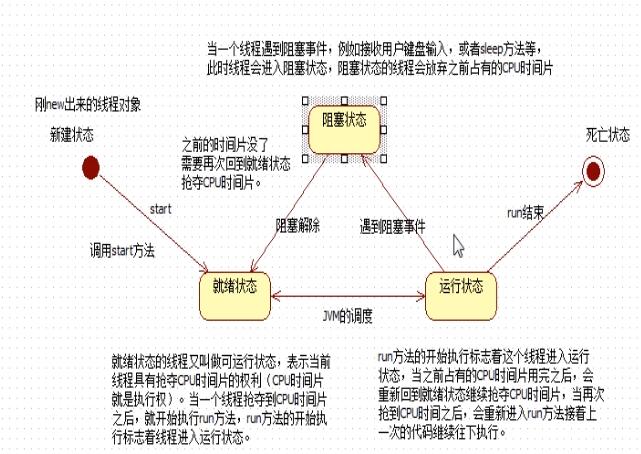 当一个线程遇到阻塞事件，例如接收用户键盘输入，或者sleep方法等，
此时线程会进入阻塞状态，阻塞状态的线程会放弃之前占有的CPU时间片
刚new出来的线程对象
新建状态
阻塞状态
死亡状态
之前的时间片没了
需要再次回到就绪状态
抢夺CPU时间片。
start
run结束
阻塞解除
遇到阻塞事件
调用start方法
就绪状态
运行状态
JVM的调度
就绪状态的线程又叫做可运行状态，表示当前
线程具有抢夺CPU时间片的权利（CPU时间片
就是执行权）。当一个线程抢夺到CPU时间片
之后，就开始执行run方法，run方法的开始执
行标志着线程进入运行状态。
run方法的开始执行标志着这个线程进入运行
状态，当之前占有的CPU时间片用完之后，会
重新回到就绪状态继续抢夺CPU时间片，当再次
抢到CPU时间之后，会重新进入run方法接着上
一次的代码继续往下执行。